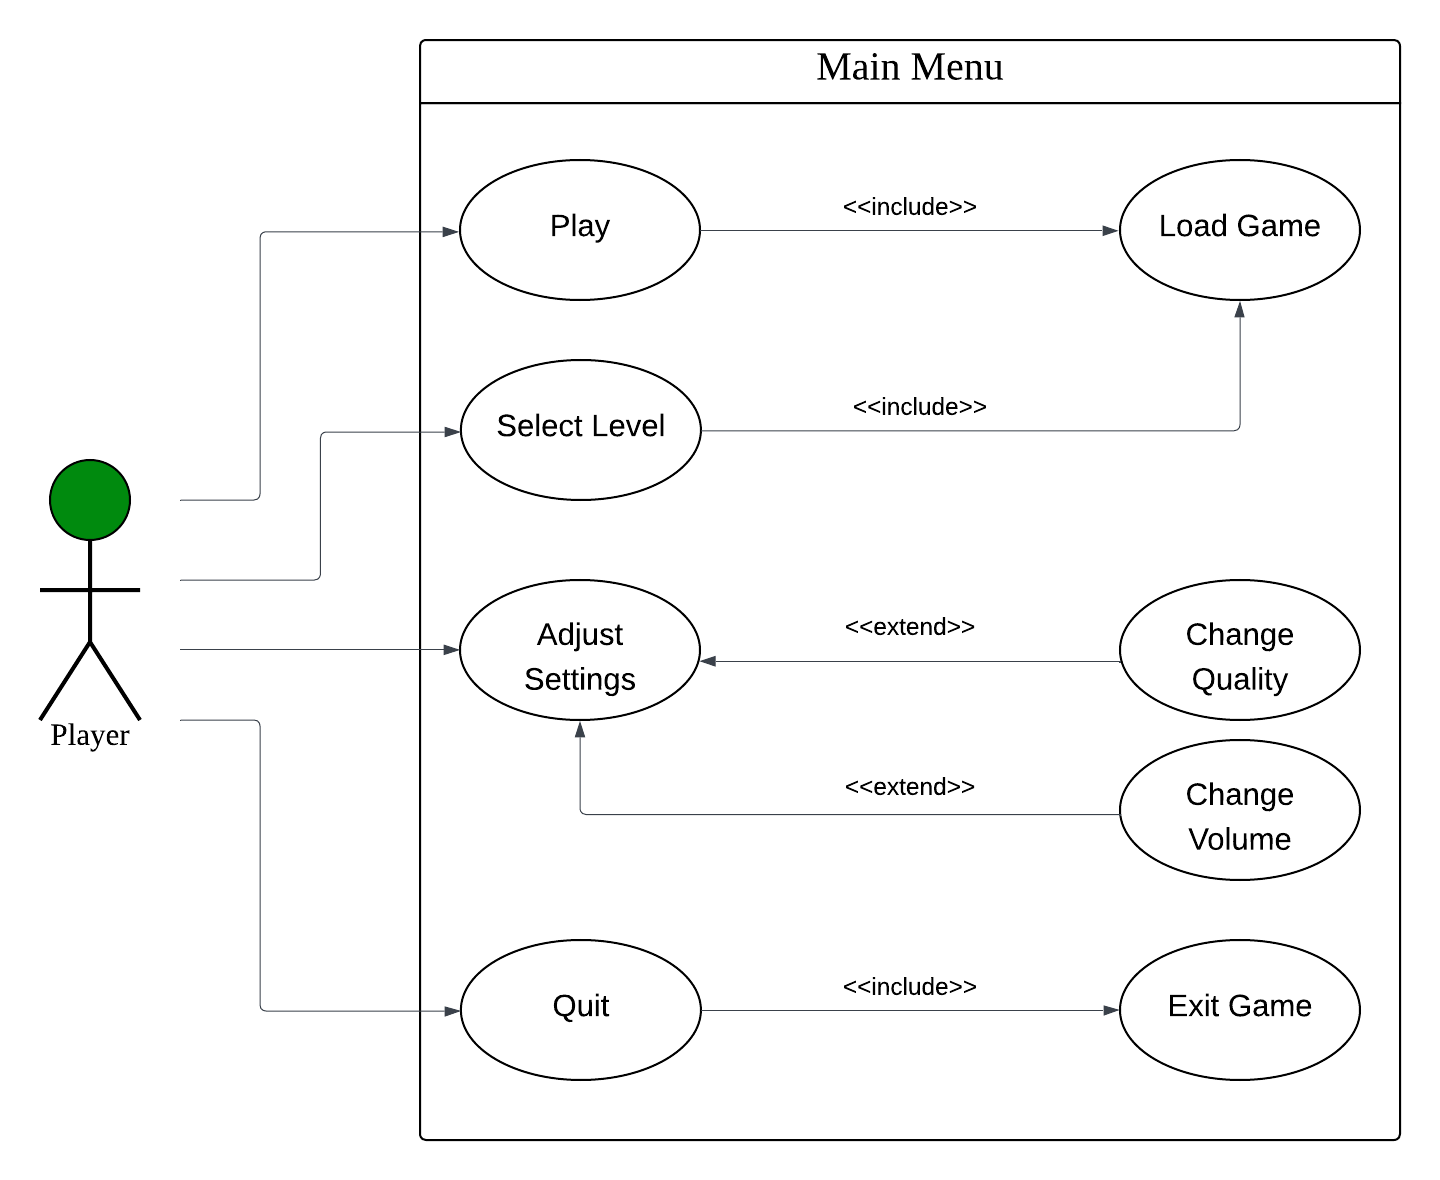 Main Menu
Play
<<include>>
Load Game
Select Level
<<include>>
Player
Adjust
Settings
<<extend>>
Change
Quality
<<extend>>
Change
Volume
Quit
<<include>>
Exit Game